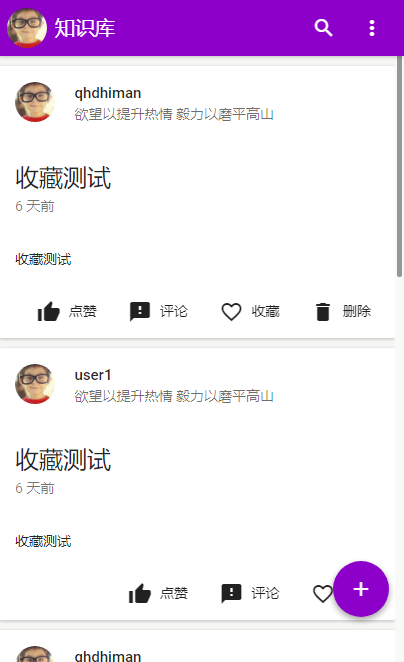 知识库
qhdhiman
欲望以提升热情 毅力以磨平高山
收藏测试
6 天前
收藏测试
点赞 评论 收藏 删除
user1
欲望以提升热情 毅力以磨平高山
收藏测试
6 天前
收藏测试
点赞 评论
qhdhiman